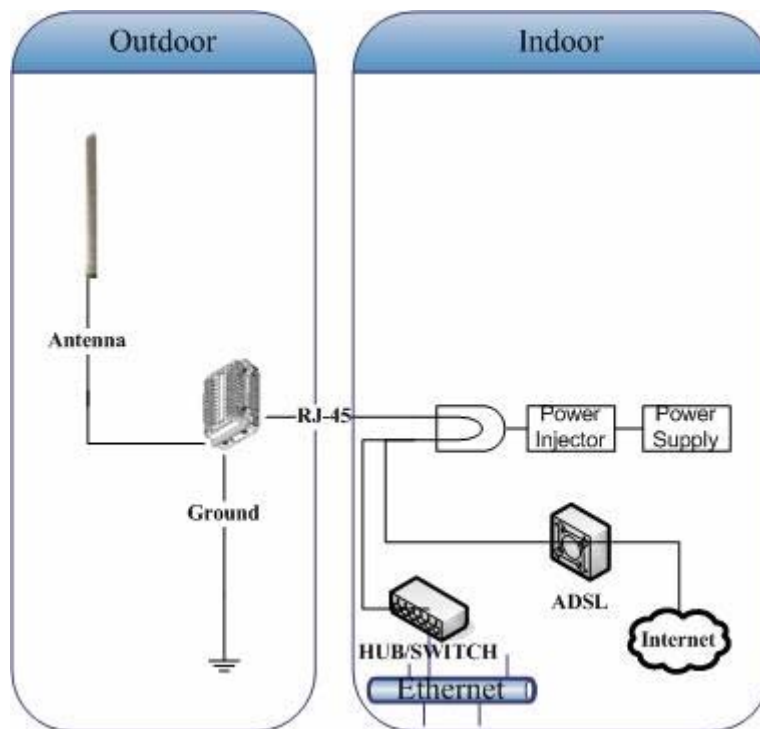 Outdoor
Indoor
Antenna
RJ-45
Power
Injector
Power
Supply
Ground
ADSL
Internet
HUB/SWITCH
Ethernet